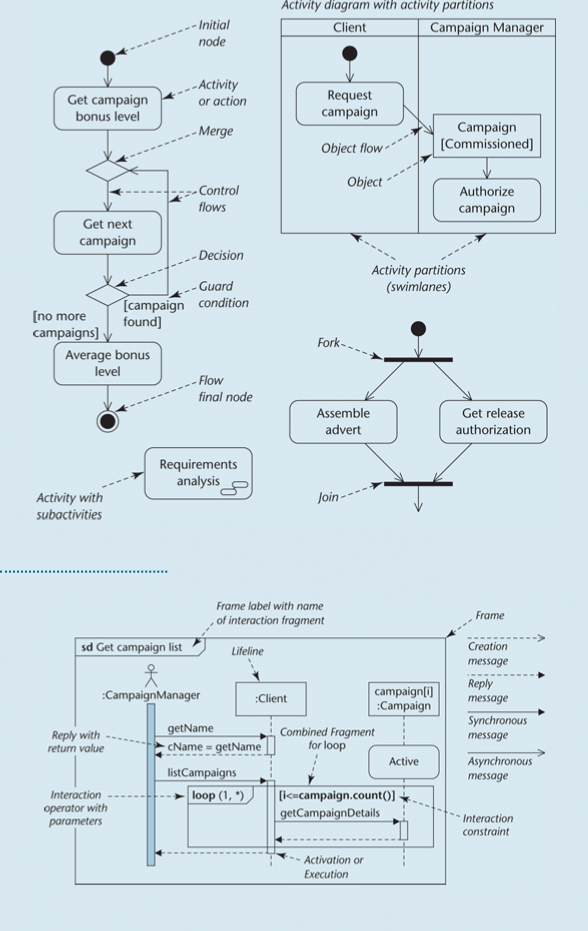 Activity diagram with activity partitions
Initial
node
Activity
or action
Get campaign
bonus level
Merge
Control
flows
Get next
campaign
Decision
Guard
condition
[campaign
found]
[no more
campaigns]
Average bonus
level
Flow
final node
Requirements
analysis
Activity with
subactivities
Client
Campaign Manager
Request
campaign
Campaign
[Commissioned]
Object flow
Object
Authorize
campaign
Activity partitions
(swimlanes)
Fork
Assemble
advert
Get release
authorization
Join
Frame label with name
of interaction fragment
Frame
sd Get campaign list
Lifeline
Creation
message
:CampaignManager
:Client
campaign[i]
:Campaign
Reply
message
getName
Reply with
return value
cName = getName
Combined Fragment
for loop
Synchronous
message
Active
Asynchronous
message
listCampaigns
Interaction
operator with
parameters
loop (1, *)
[i<=campaign.count()]
getCampaignDetails
Interaction
constraint
Activation or
Execution